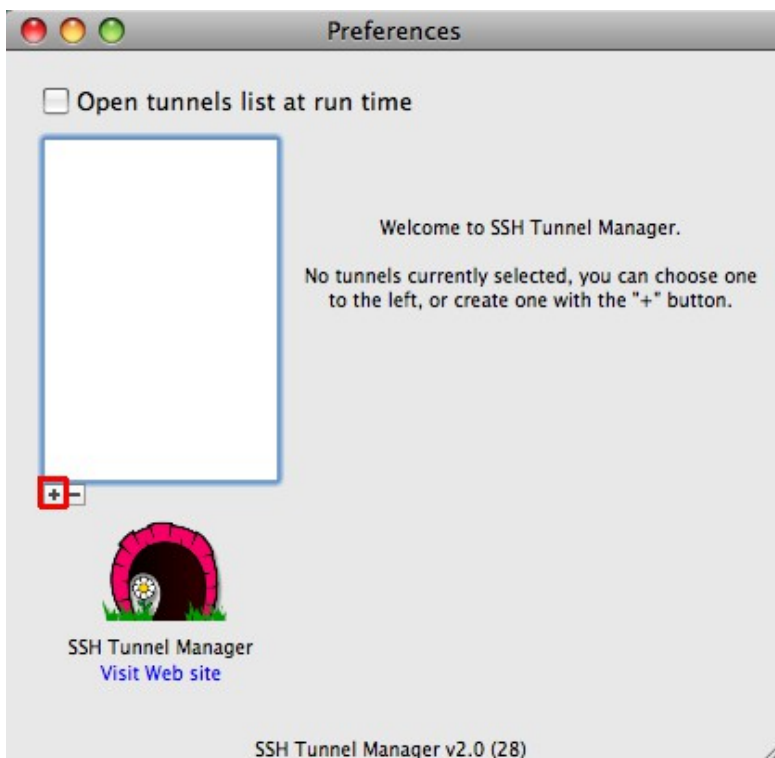 Preferences
Open tunnels list at run time
Welcome to SSH Tunnel Manager.
No tunnels currently selected, you can choose one
to the left, or create one with the "+" button.
+ -
SSH Tunnel Manager
Visit Web site
SSH Tunnel Manager v2.0 (28)